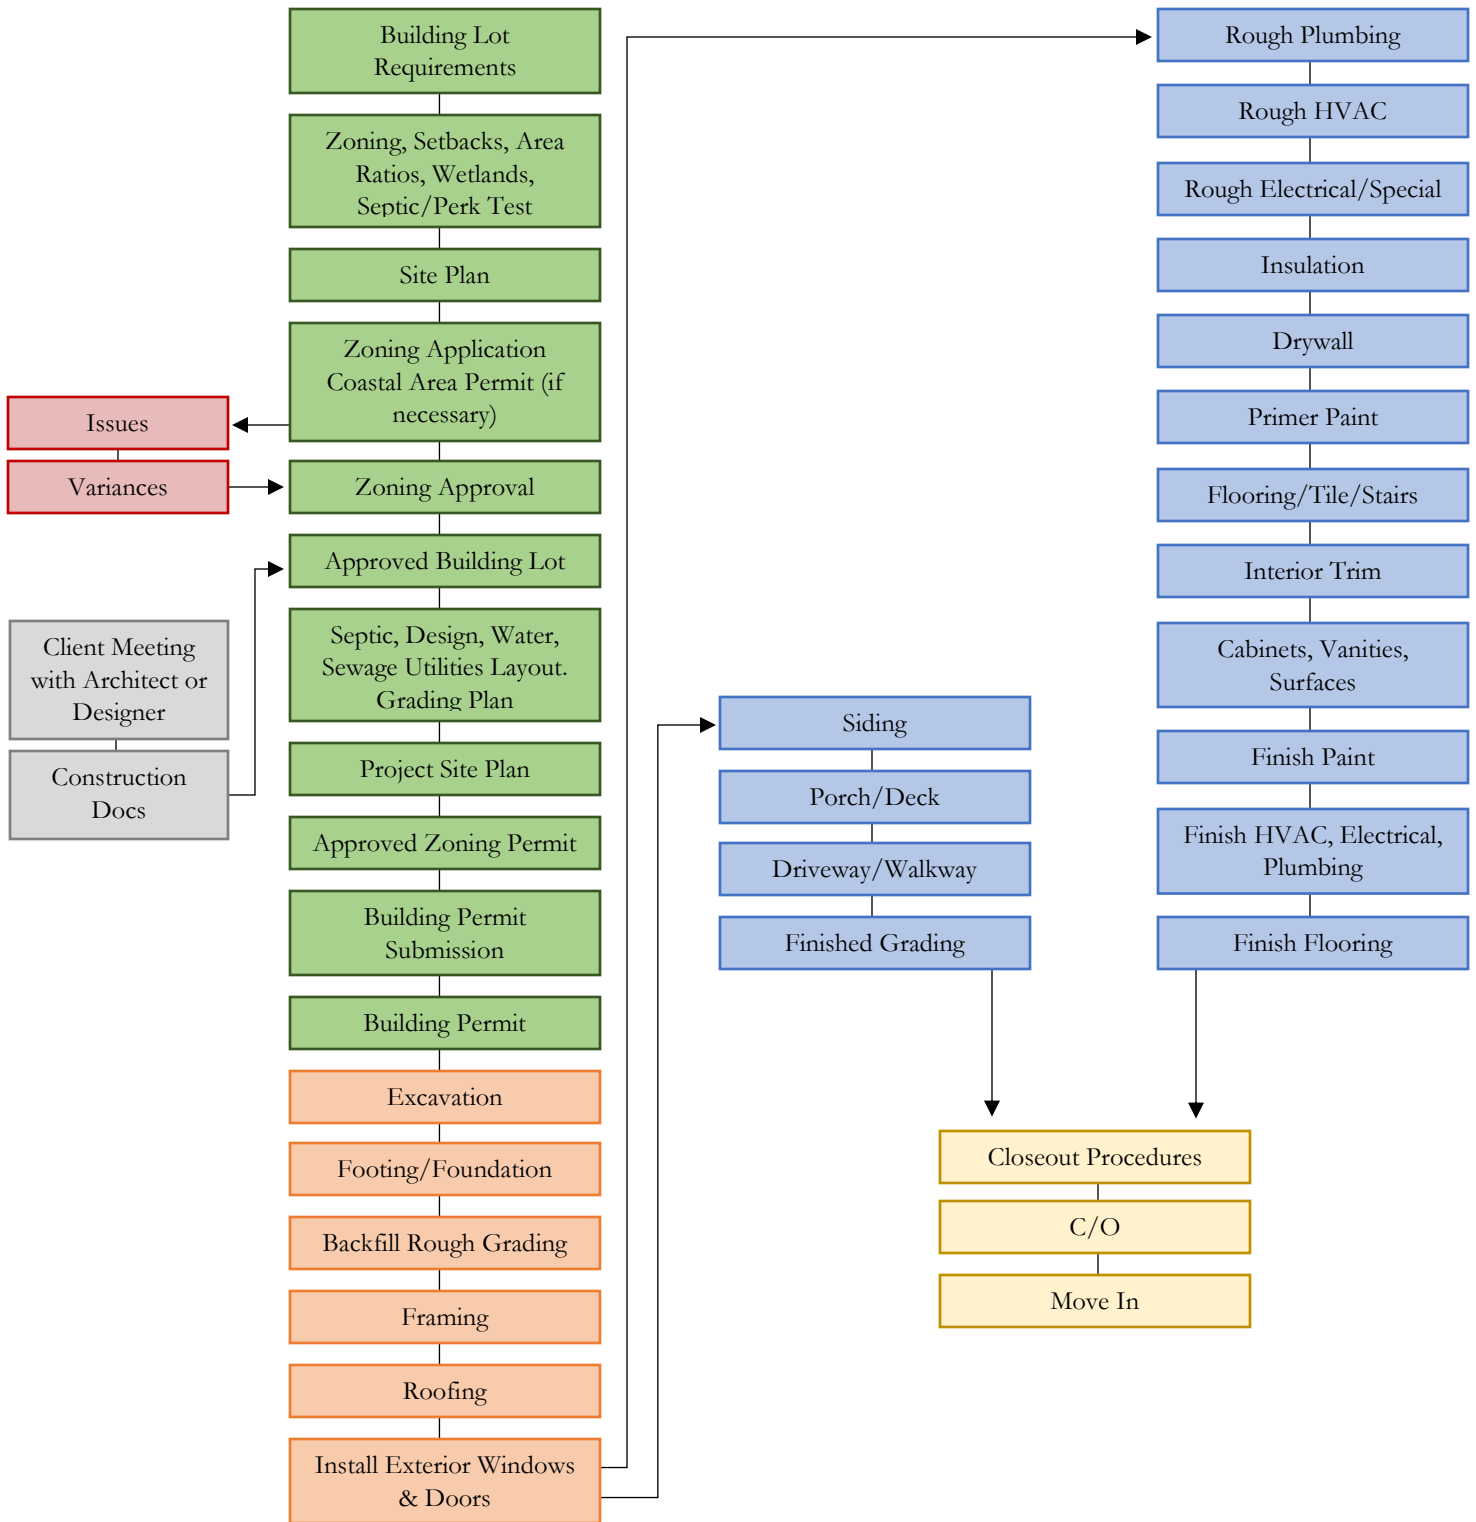 Building Lot
Requirements
Zoning, Setbacks, Area
Ratios, Wetlands,
Septic/Perk Test
Site Plan
Zoning Application
Coastal Area Permit (if
necessary)
Issues
Variances
Zoning Approval
Approved Building Lot
Client Meeting
with Architect or
Designer
Construction
Docs
Septic, Design, Water,
Sewage Utilities Layout.
Grading Plan
Project Site Plan
Approved Zoning Permit
Building Permit
Submission
Building Permit
Excavation
Footing/Foundation
Backfill Rough Grading
Framing
Roofing
Install Exterior Windows
& Doors
Siding
Porch/Deck
Driveway/Walkway
Finished Grading
Rough Plumbing
Rough HVAC
Rough Electrical/Special
Insulation
Drywall
Primer Paint
Flooring/Tile/Stairs
Interior Trim
Cabinets, Vanities,
Surfaces
Finish Paint
Finish HVAC, Electrical,
Plumbing
Finish Flooring
Closeout Procedures
C/O
Move In